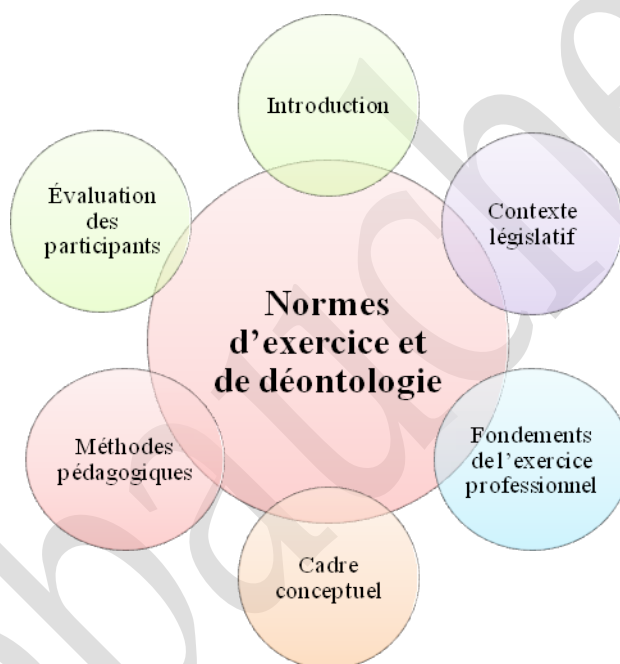 Introduction
Contexte
législatif
Fondements
de l'exercice
professionnel
Cadre
conceptuel
Méthodes
pédagogiques
Évaluation
des
participants
Normes
d'exercice et
de déontologie